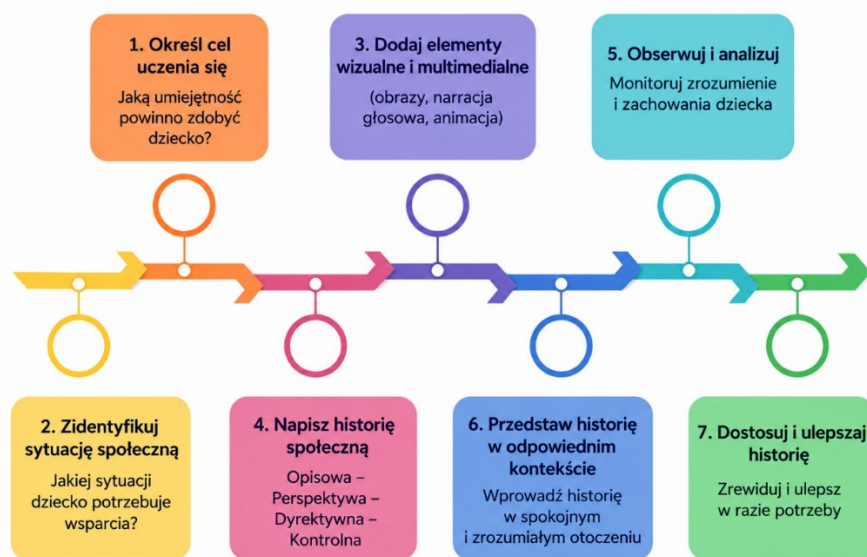 1. Określ cel
uczenia się
Jaką umiejętność
powinno zdobyć
dziecko?
3. Dodaj elementy
wizualne i multimedialne
(obrazy, narracja
głosowa, animacja)
5. Obserwuj i analizuj
Monitoruj zrozumienie
i zachowania dziecka
2. Zidentyfikuj
sytuację społeczną
Jakiej sytuacji
dziecko potrzebuje
wsparcia?
4. Napisz historię
społeczną
Opisowa –
Perspektywa –
Dyrektywna –
Kontrolna
6. Przedstaw historię
w odpowiednim
kontekście
Wprowadź historię
w spokojnym
i zrozumiałym otoczeniu
7. Dostosuj i ulepszaj
historię
Zrewiduj i ulepsz
w razie potrzeby